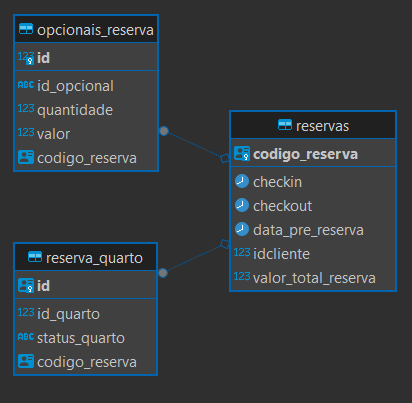 opcionais_reserva
123 id
ABC id_opcional
123 quantidade
123 valor
codigo_reserva
reservas
codigo_reserva
checkin
checkout
data_pre_reserva
123 idcliente
123 valor_total_reserva
reserva_quarto
id
123 id_quarto
ABC status_quarto
codigo_reserva